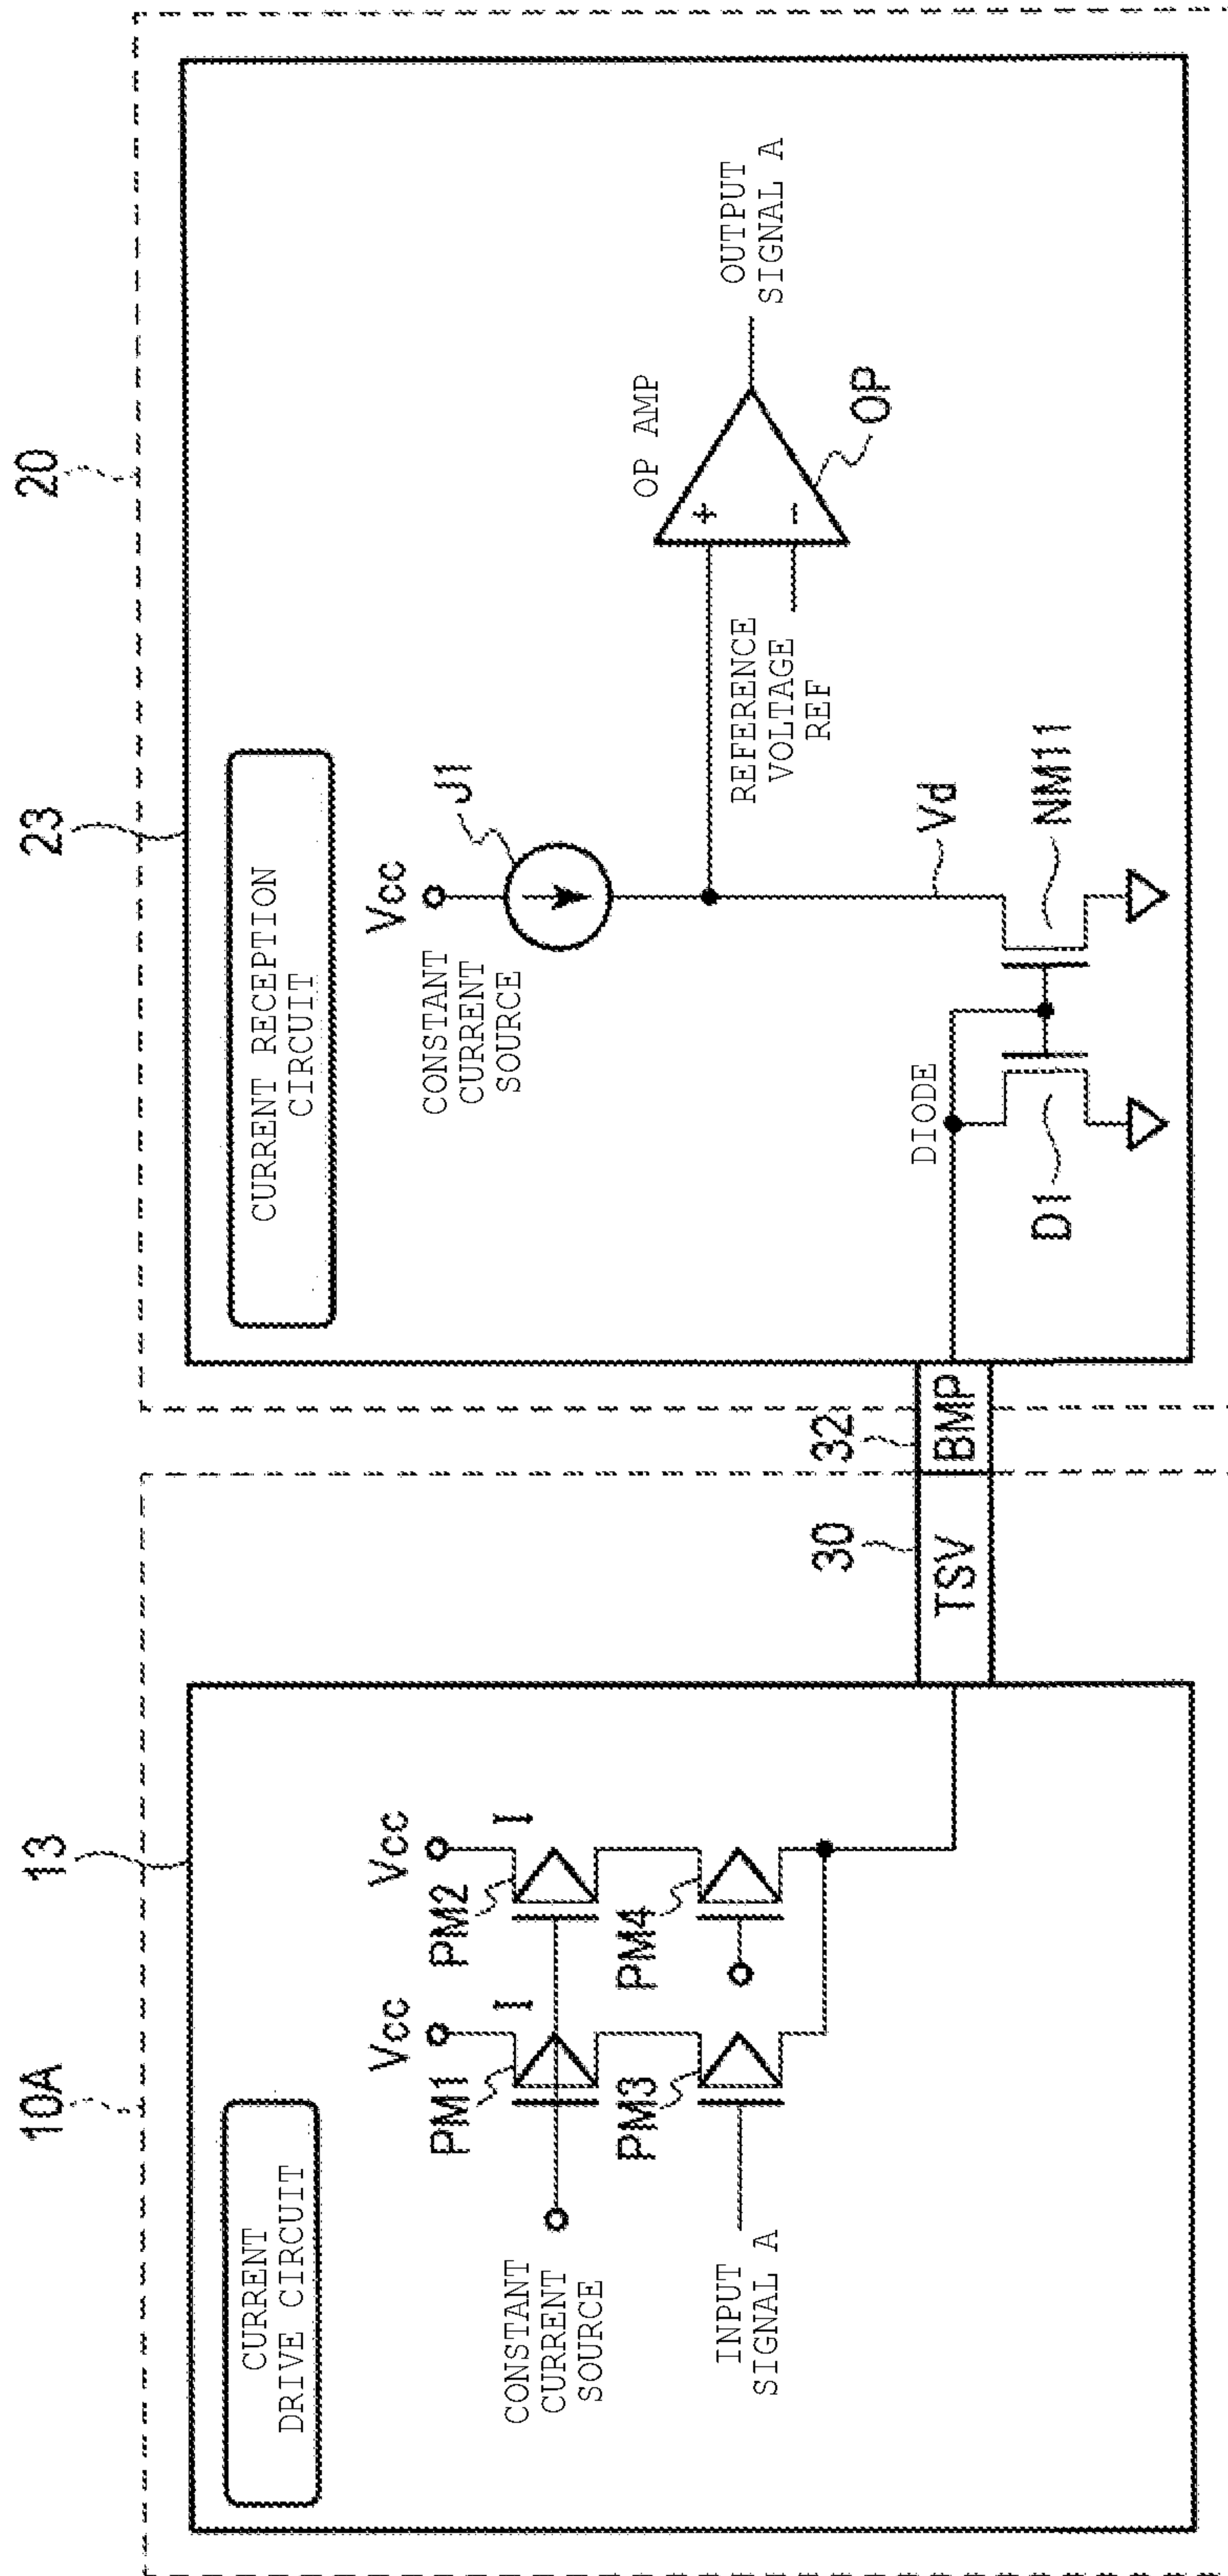 10A
13
CURRENT
DRIVE CIRCUIT
Vcc
Vcc
PM1
I
PM2
I
CONSTANT
CURRENT
SOURCE
PM3
PM4
INPUT
SIGNAL A
30
TSV
32
BMP
20
23
CURRENT RECEPTION
CIRCUIT
Vcc
CONSTANT
CURRENT
SOURCE
J1
OP AMP
+
−
OUTPUT
SIGNAL A
OP
REFERENCE
VOLTAGE
REF
DIODE
Vd
D1
NM11